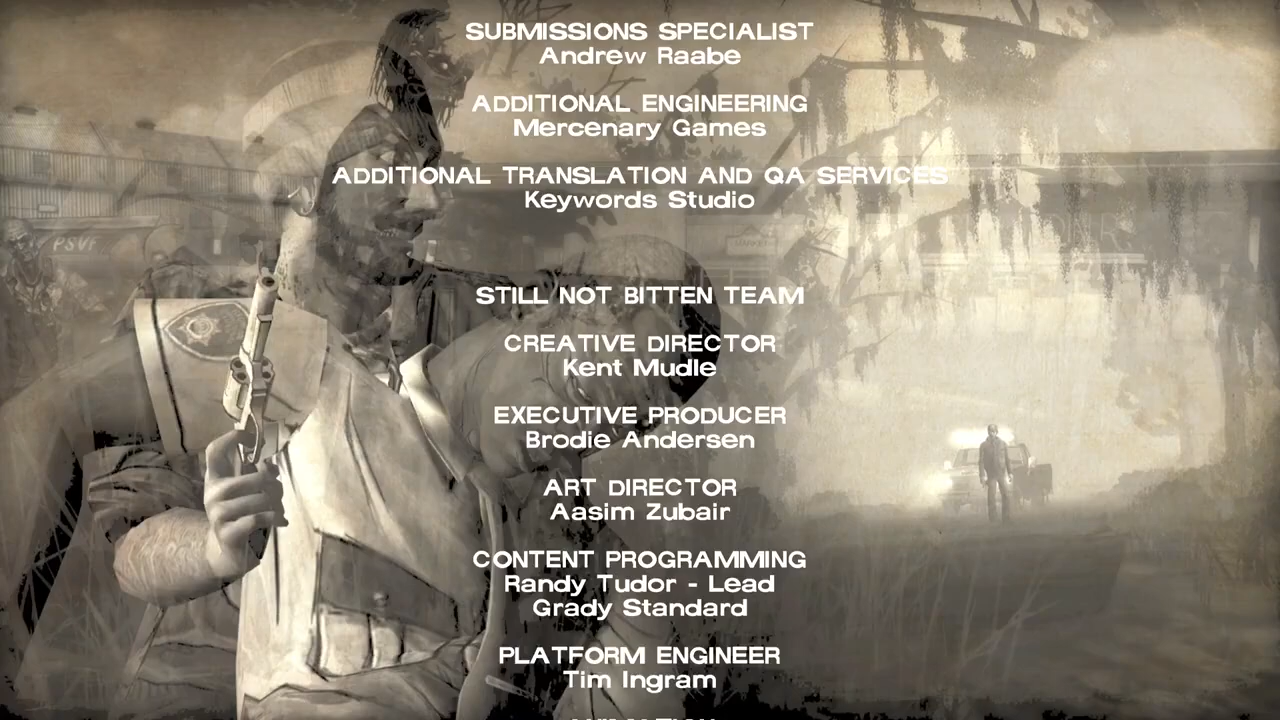 SUBMISSIONS SPECIALIST
Andrew Raabe
ADDITIONAL ENGINEERING
Mercenary Games
ADDITIONAL TRANSLATION AND QA SERVICES
Keywords Studio
PSVF
STILL NOT BITTEN TEAM
CREATIVE DIRECTOR
Kent Mudle
EXECUTIVE PRODUCER
Brodie Andersen
ART DIRECTOR
Aasim Zubair
CONTENT PROGRAMMING
Randy Tudor - Lead
Grady Standard
PLATFORM ENGINEER
Tim Ingram